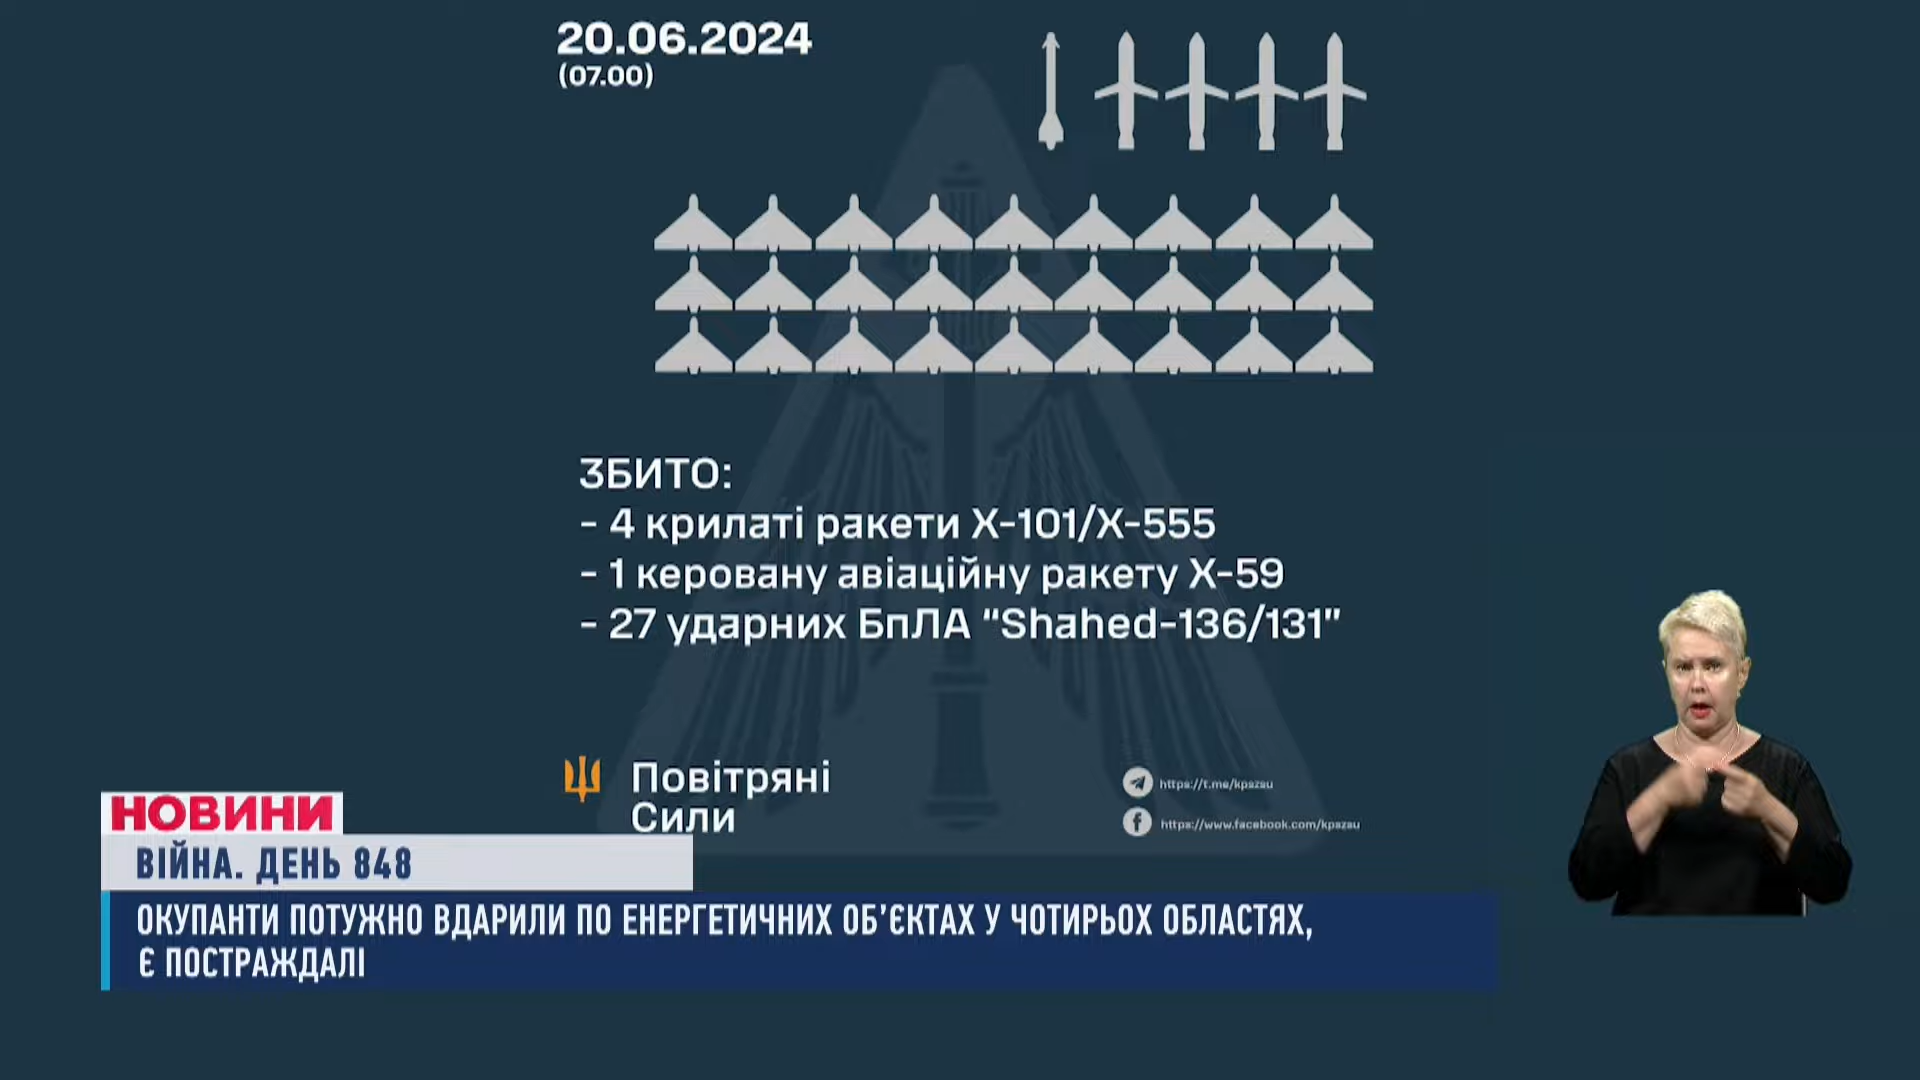 20.06.2024
(07.00)
ЗБИТО:
- 4 крилаті ракети Х-101/Х-555
- 1 керовану авіаційну ракету Х-59
- 27 ударних БпЛА “Shahed-136/131”
Повітряні
Сили
https://t.me/kpszsu
https://www.facebook.com/kpszsu
НОВИНИ
ВІЙНА. ДЕНЬ 848
ОКУПАНТИ ПОТУЖНО ВДАРИЛИ ПО ЕНЕРГЕТИЧНИХ ОБ’ЄКТАХ У ЧОТИРЬОХ ОБЛАСТЯХ,
Є ПОСТРАЖДАЛІ